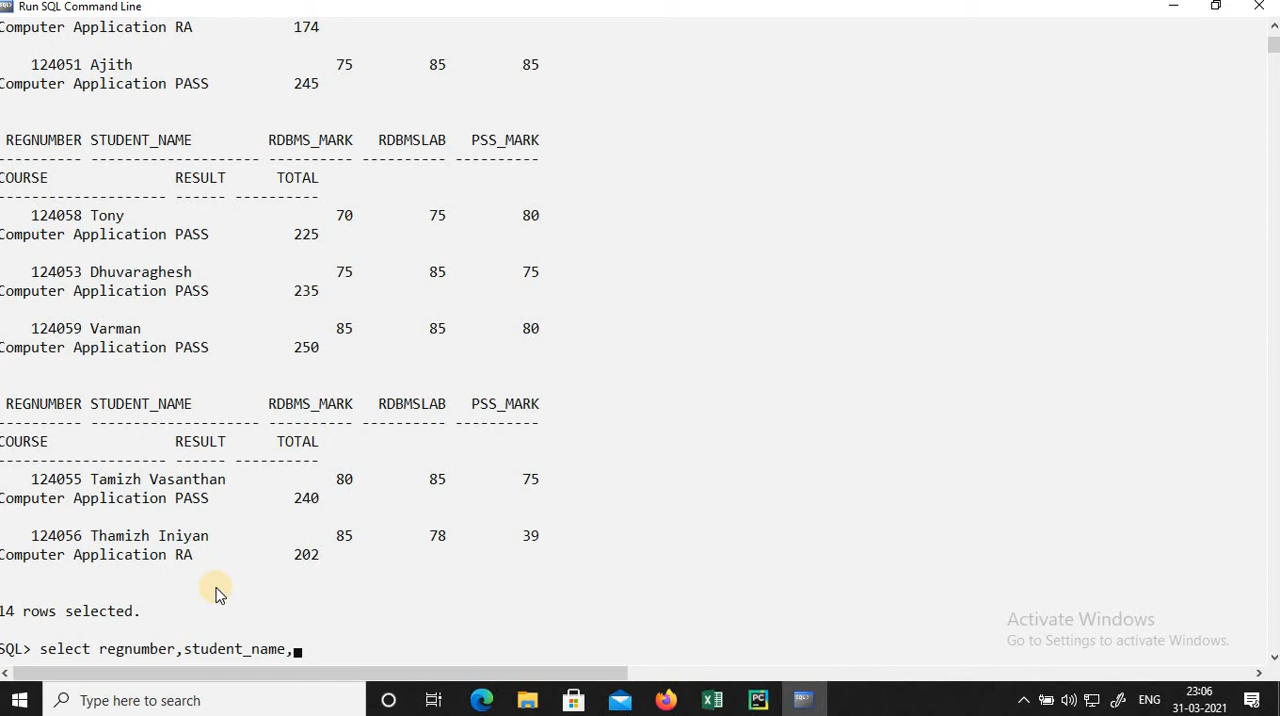 Run SQL Command Line
Computer Application RA 174
124051 Ajith 75 85 85
Computer Application PASS 245
REGNUMBER STUDENT_NAME RDBMS_MARK RDBMSLAB PSS_MARK
---------- -------------------- ---------- ---------- ----------
COURSE RESULT TOTAL
-------------------- ------ ----------
124058 Tony 70 75 80
Computer Application PASS 225
124053 Dhuvaraghesh 75 85 75
Computer Application PASS 235
124059 Varman 85 85 80
Computer Application PASS 250
REGNUMBER STUDENT_NAME RDBMS_MARK RDBMSLAB PSS_MARK
---------- -------------------- ---------- ---------- ----------
COURSE RESULT TOTAL
-------------------- ------ ----------
124055 Tamizh Vasanthan 80 85 75
Computer Application PASS 240
124056 Thamizh Iniyan 85 78 39
Computer Application RA 202
14 rows selected.
SQL> select regnumber,student_name,
Activate Windows
Go to Settings to activate Windows.
Type here to search
ENG
23:06
31-03-2021